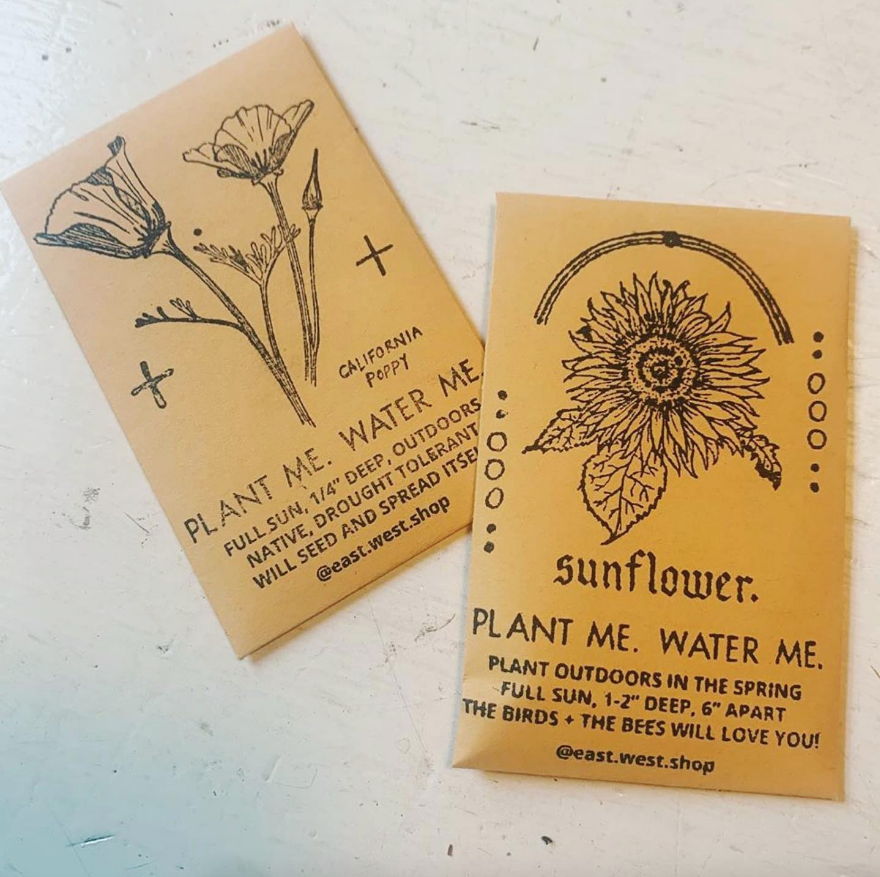 CALIFORNIA
POPPY
PLANT ME. WATER ME.
FULL SUN, 1/4" DEEP, OUTDOORS
NATIVE, DROUGHT TOLERANT
WILL SEED AND SPREAD
@east.west.shop
sunflower.
PLANT ME. WATER ME.
PLANT OUTDOORS IN THE SPRING
FULL SUN, 1-2" DEEP, 6" APART
THE BIRDS + THE BEES WILL LOVE YOU!
@east.west.shop